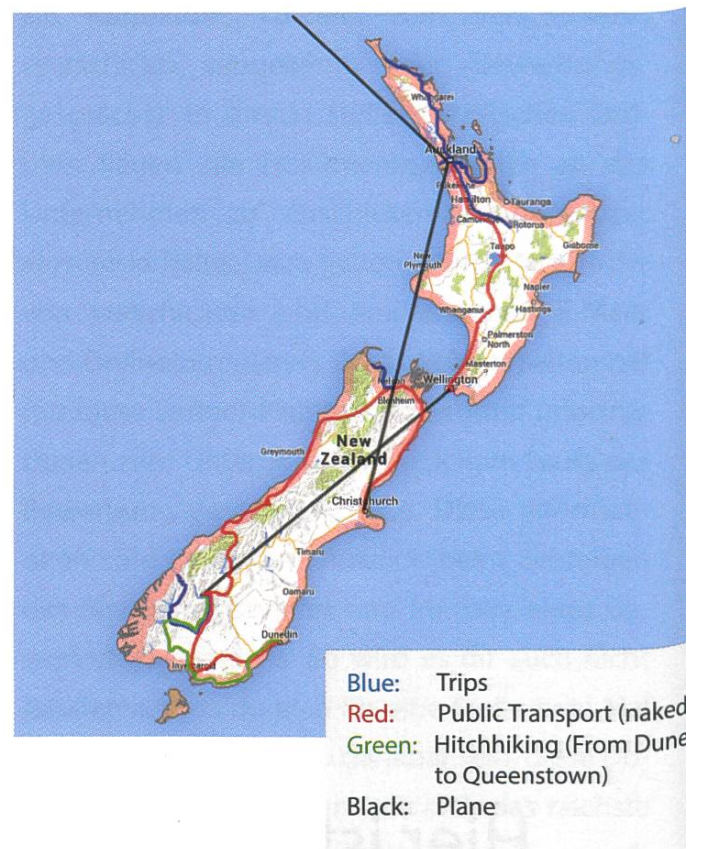 Whangarei
Auckland
Pukekohe
Hamilton
Tauranga
Rotorua
Taupo
Gisborne
New
Plymouth
Napier
Hastings
Whanganui
Palmerston
North
Masterton
Nelson
Wellington
Blenheim
Greymouth
New
Zealand
Christchurch
Timaru
Oamaru
Dunedin
Invercargill
Blue: Trips
Red: Public Transport (naked
Green: Hitchhiking (From Dune
to Queenstown)
Black: Plane